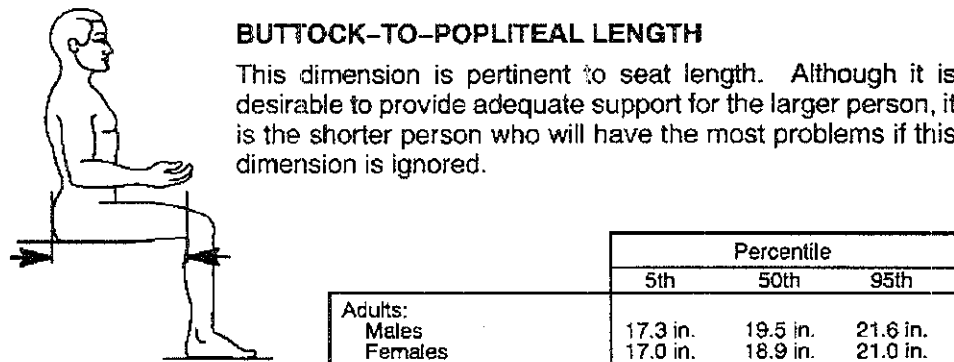 BUTTOCK–TO–POPLITEAL LENGTH
This dimension is pertinent to seat length. Although it is
desirable to provide adequate support for the larger person, it
is the shorter person who will have the most problems if this
dimension is ignored.
Percentile
5th 50th 95th
Adults:
Males 17.3 in. 19.5 in. 21.6 in.
Females 17.0 in. 18.9 in. 21.0 in.